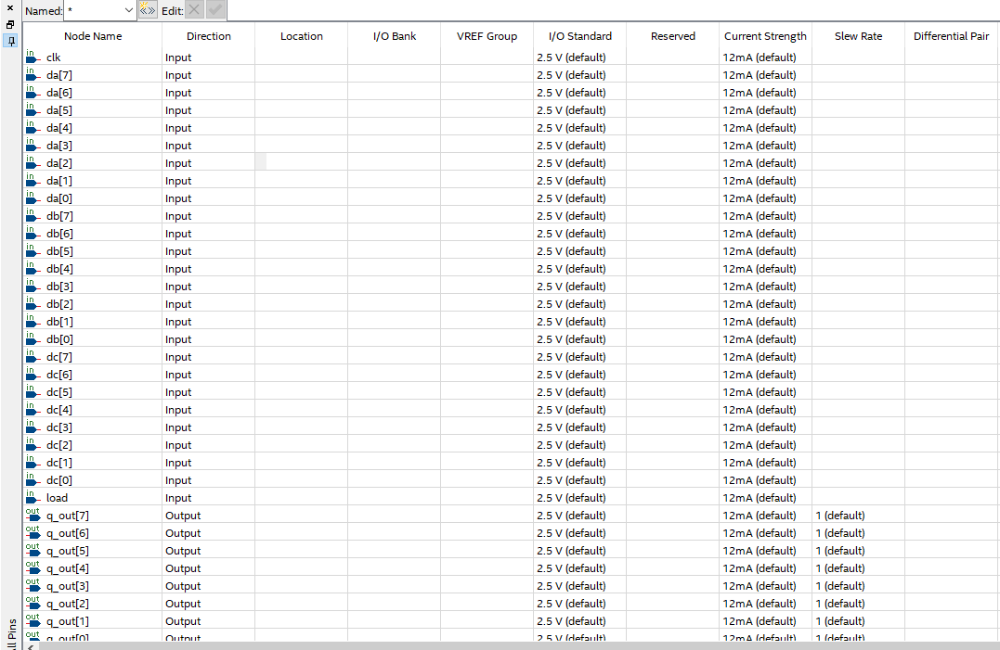 Named: * Edit:
Node Name Direction Location I/O Bank VREF Group I/O Standard Reserved Current Strength Slew Rate Differential Pair
in clk Input 2.5 V (default) 12mA (default)
in da[7] Input 2.5 V (default) 12mA (default)
in da[6] Input 2.5 V (default) 12mA (default)
in da[5] Input 2.5 V (default) 12mA (default)
in da[4] Input 2.5 V (default) 12mA (default)
in da[3] Input 2.5 V (default) 12mA (default)
in da[2] Input 2.5 V (default) 12mA (default)
in da[1] Input 2.5 V (default) 12mA (default)
in da[0] Input 2.5 V (default) 12mA (default)
in db[7] Input 2.5 V (default) 12mA (default)
in db[6] Input 2.5 V (default) 12mA (default)
in db[5] Input 2.5 V (default) 12mA (default)
in db[4] Input 2.5 V (default) 12mA (default)
in db[3] Input 2.5 V (default) 12mA (default)
in db[2] Input 2.5 V (default) 12mA (default)
in db[1] Input 2.5 V (default) 12mA (default)
in db[0] Input 2.5 V (default) 12mA (default)
in dc[7] Input 2.5 V (default) 12mA (default)
in dc[6] Input 2.5 V (default) 12mA (default)
in dc[5] Input 2.5 V (default) 12mA (default)
in dc[4] Input 2.5 V (default) 12mA (default)
in dc[3] Input 2.5 V (default) 12mA (default)
in dc[2] Input 2.5 V (default) 12mA (default)
in dc[1] Input 2.5 V (default) 12mA (default)
in dc[0] Input 2.5 V (default) 12mA (default)
in load Input 2.5 V (default) 12mA (default)
out q_out[7] Output 2.5 V (default) 12mA (default) 1 (default)
out q_out[6] Output 2.5 V (default) 12mA (default) 1 (default)
out q_out[5] Output 2.5 V (default) 12mA (default) 1 (default)
out q_out[4] Output 2.5 V (default) 12mA (default) 1 (default)
out q_out[3] Output 2.5 V (default) 12mA (default) 1 (default)
out q_out[2] Output 2.5 V (default) 12mA (default) 1 (default)
out q_out[1] Output 2.5 V (default) 12mA (default) 1 (default)
out q_out[0] Output 2.5 V (default) 12mA (default) 1 (default)
Pins